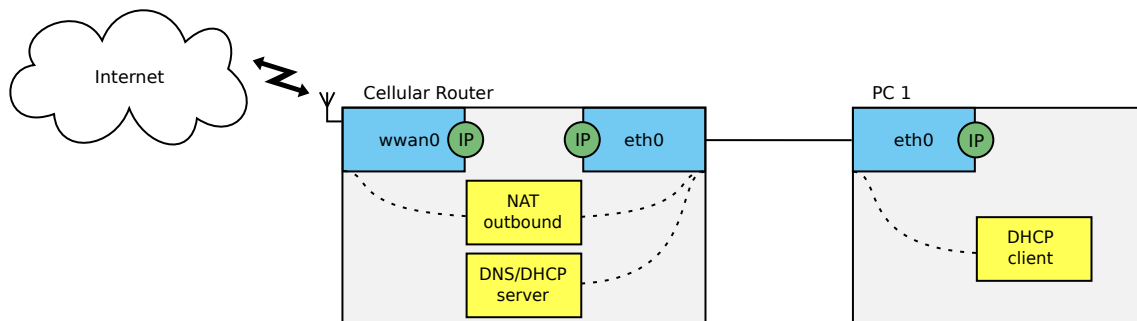 Internet
Cellular Router
PC 1
wwan0
IP
IP
eth0
eth0
IP
NAT
outbound
DNS/DHCP
server
DHCP
client